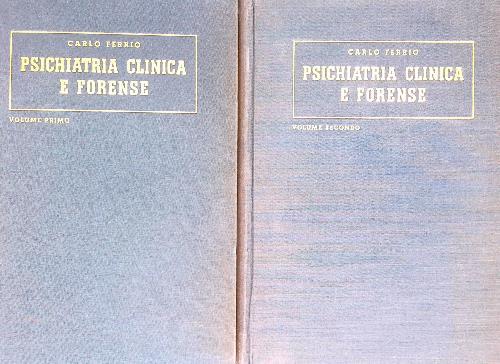 CARLO FERRIO
PSICHIATRIA CLINICA
E FORENSE
VOLUME PRIMO
CARLO FERRIO
PSICHIATRIA CLINICA
E FORENSE
VOLUME SECONDO